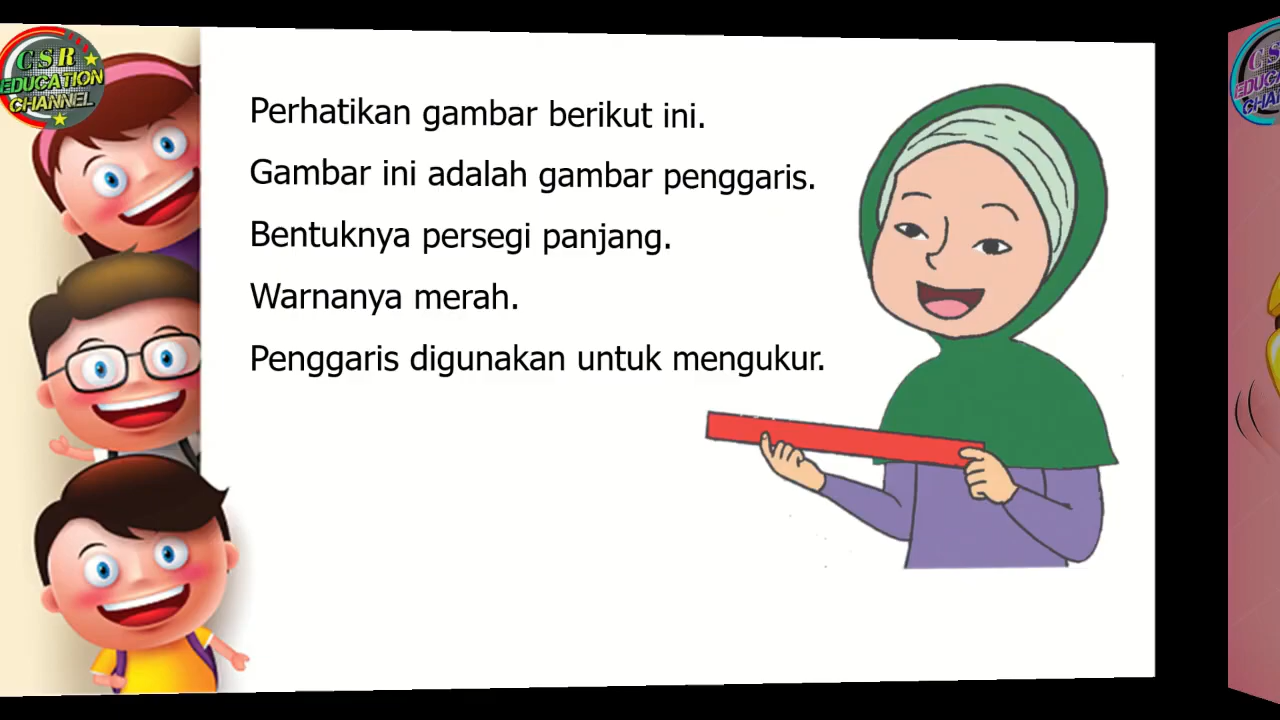 CSR
EDUCATION
CHANNEL
Perhatikan gambar berikut ini.
Gambar ini adalah gambar penggaris.
Bentuknya persegi panjang.
Warnanya merah.
Penggaris digunakan untuk mengukur.